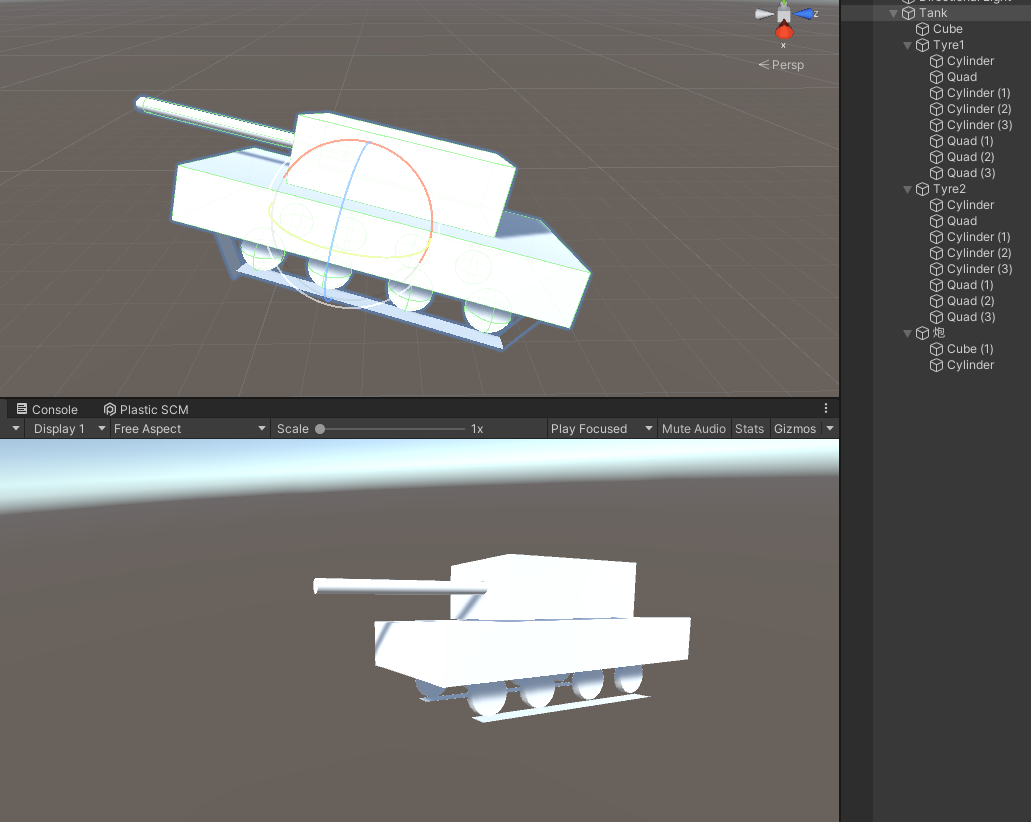 Directional Light
z
x
Persp
Tank
Cube
Tyre1
Cylinder
Quad
Cylinder (1)
Cylinder (2)
Cylinder (3)
Quad (1)
Quad (2)
Quad (3)
Tyre2
Cylinder
Quad
Cylinder (1)
Cylinder (2)
Cylinder (3)
Quad (1)
Quad (2)
Quad (3)
炮
Cube (1)
Cylinder
Console Plastic SCM
Display 1 Free Aspect Scale 1x Play Focused Mute Audio Stats Gizmos